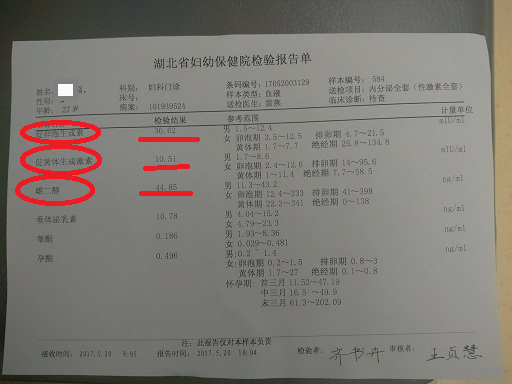 湖北省妇幼保健院检验报告单
姓名: 科别: 妇科门诊 条码编号: 17052003129 样本编号: 584
性别: 床号: 样本类型: 血液 送检项目: 内分泌全套(性激素全套)
年龄: 27岁 病案: 101939524 送检医生: 雷燕 临床诊断: 待查
检验结果 参考范围 计量单位
促卵泡生成素 36.62 男 1.5~12.4 mIU/ml
女 卵泡期 3.5~12.5 排卵期 4.7~21.5
黄体期 1.7~7.7 绝经期 25.8~134.8
促黄体生成激素 10.51 男 1.7~8.6 mIU/ml
女 卵泡期 2.4~12.6 排卵期 14~95.6
黄体期 1~11.4 绝经期 7.7~58.5
雌二醇 44.85 男 11.3~43.2 pg/ml
女 卵泡期 12.4~233 排卵期 41~398
黄体期 22.3~341 绝经期 0~138
垂体泌乳素 10.78 男 4.04~15.2 ng/ml
女 4.79~23.3
睾酮 0.186 男 1.93~8.36 ng/ml
女 0.029~0.481
孕酮 0.496 男:0.2 ~ 1.4 ng/ml
女:卵泡期 0.2~1.5 排卵期 0.8~3
黄体期 1.7~27 绝经期 0.1~0.8
怀孕期: 首三月 11.52~47.19
中三月 16.5 ~49.9
末三月 61.3~202.09
注: 此报告仅对本样本负责
接收时间: 2017.5.20 9:05 报告时间: 2017.5.20 10:04 检验者: 齐书卉 审核者: 王贞慧